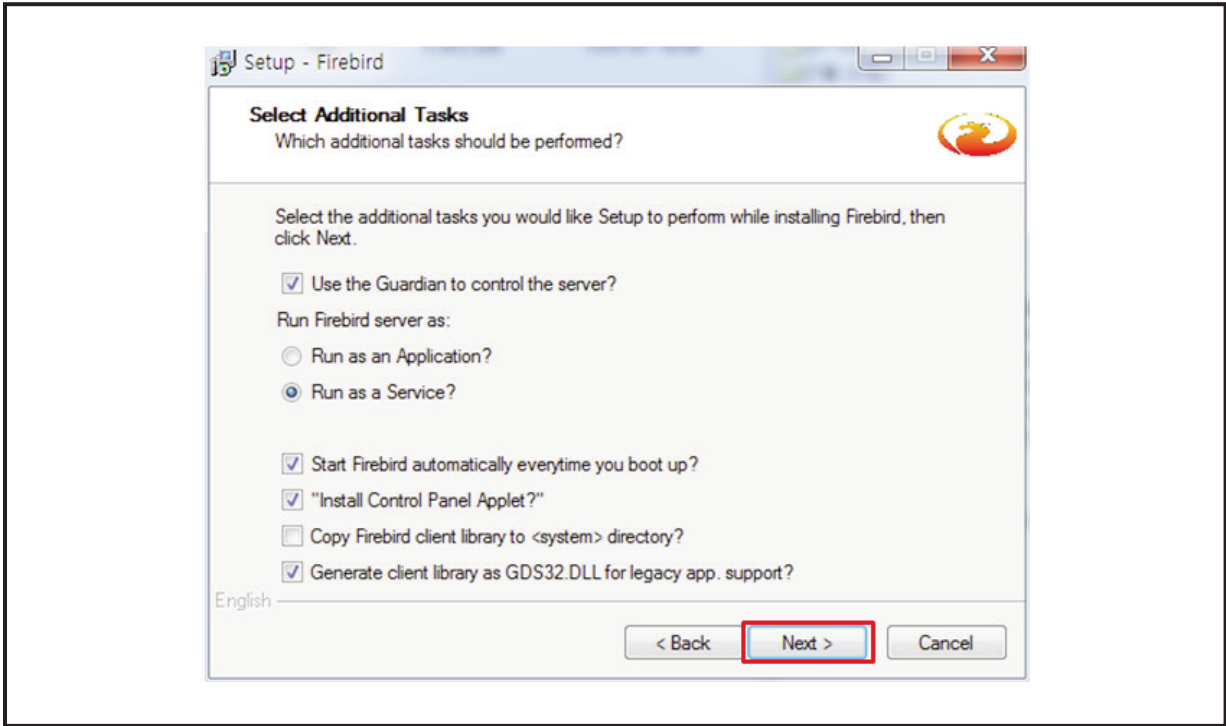 Setup - Firebird
Select Additional Tasks
Which additional tasks should be performed?
Select the additional tasks you would like Setup to perform while installing Firebird, then
click Next.
Use the Guardian to control the server?
Run Firebird server as:
Run as an Application?
Run as a Service?
Start Firebird automatically everytime you boot up?
"Install Control Panel Applet?"
Copy Firebird client library to <system> directory?
Generate client library as GDS32.DLL for legacy app. support?
English
< Back Next > Cancel